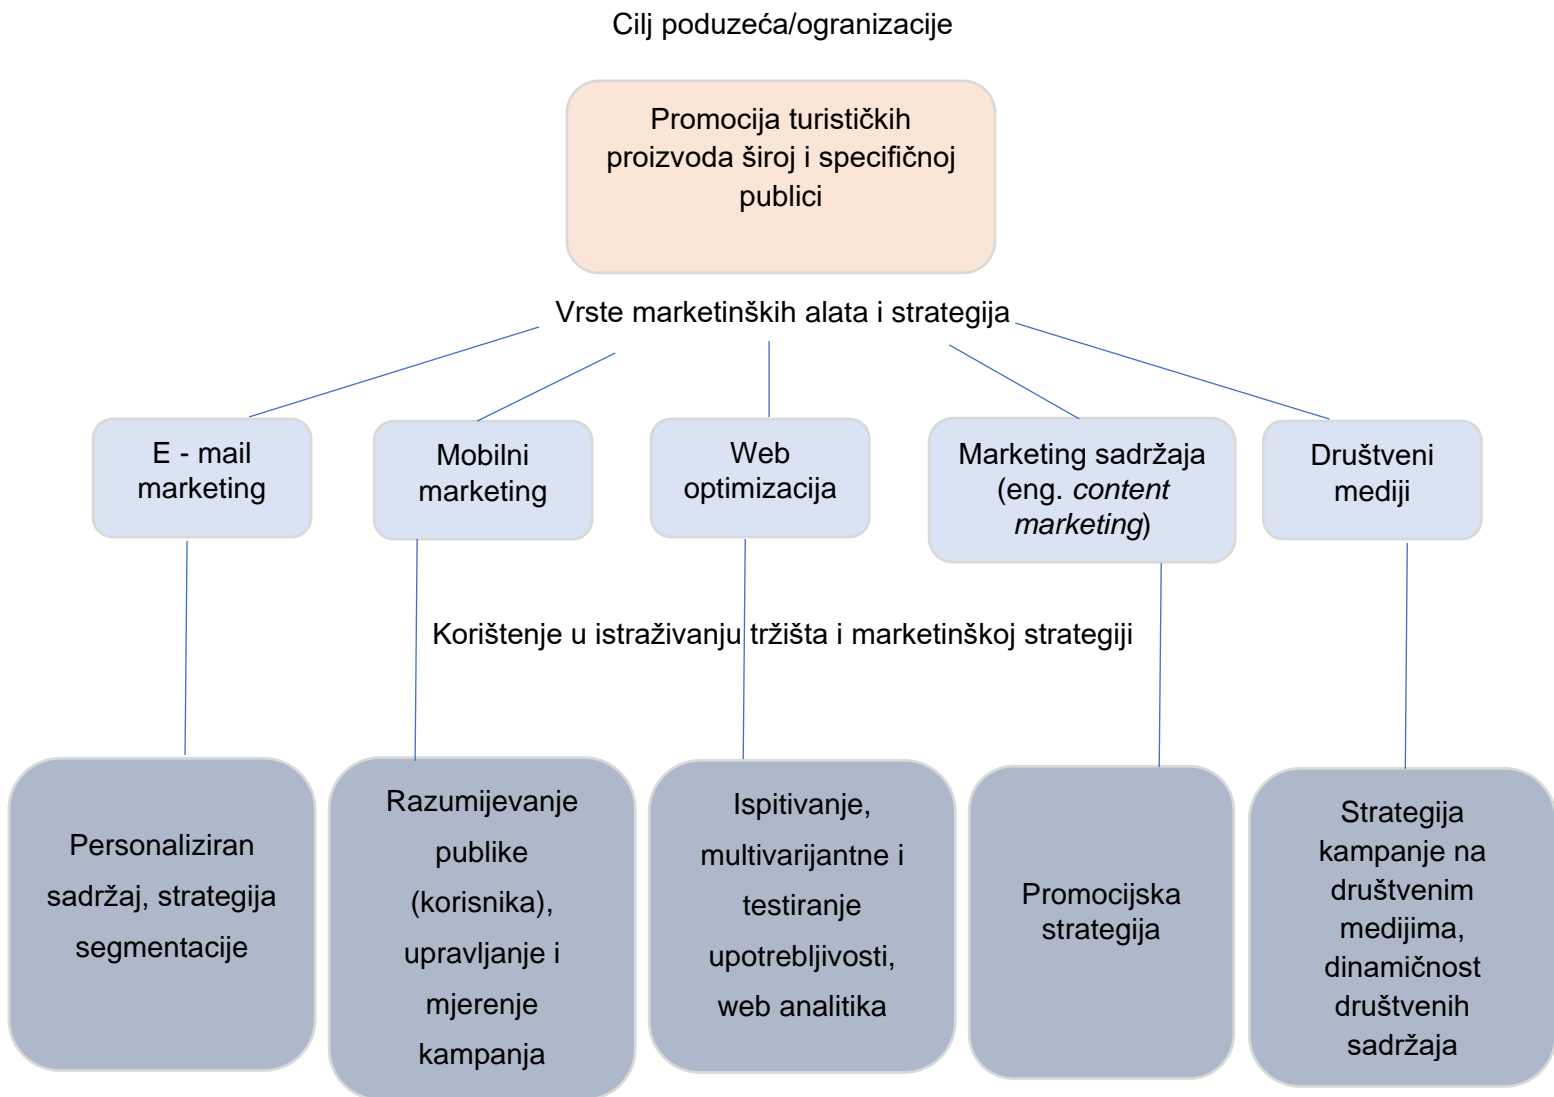 Cilj poduzeća/ogranizacije
Promocija turističkih
proizvoda široj i specifičnoj
publici
Vrste marketinških alata i strategija
E - mail
marketing
Mobilni
marketing
Web
optimizacija
Marketing sadržaja
(eng. content
marketing)
Društveni
mediji
Korištenje u istraživanju tržišta i marketinškoj strategiji
Personaliziran
sadržaj, strategija
segmentacije
Razumijevanje
publike
(korisnika),
upravljanje i
mjerenje
kampanja
Ispitivanje,
multivarijantne i
testiranje
upotrebljivosti,
web analitika
Promocijska
strategija
Strategija
kampanje na
društvenim
medijima,
dinamičnost
društvenih
sadržaja